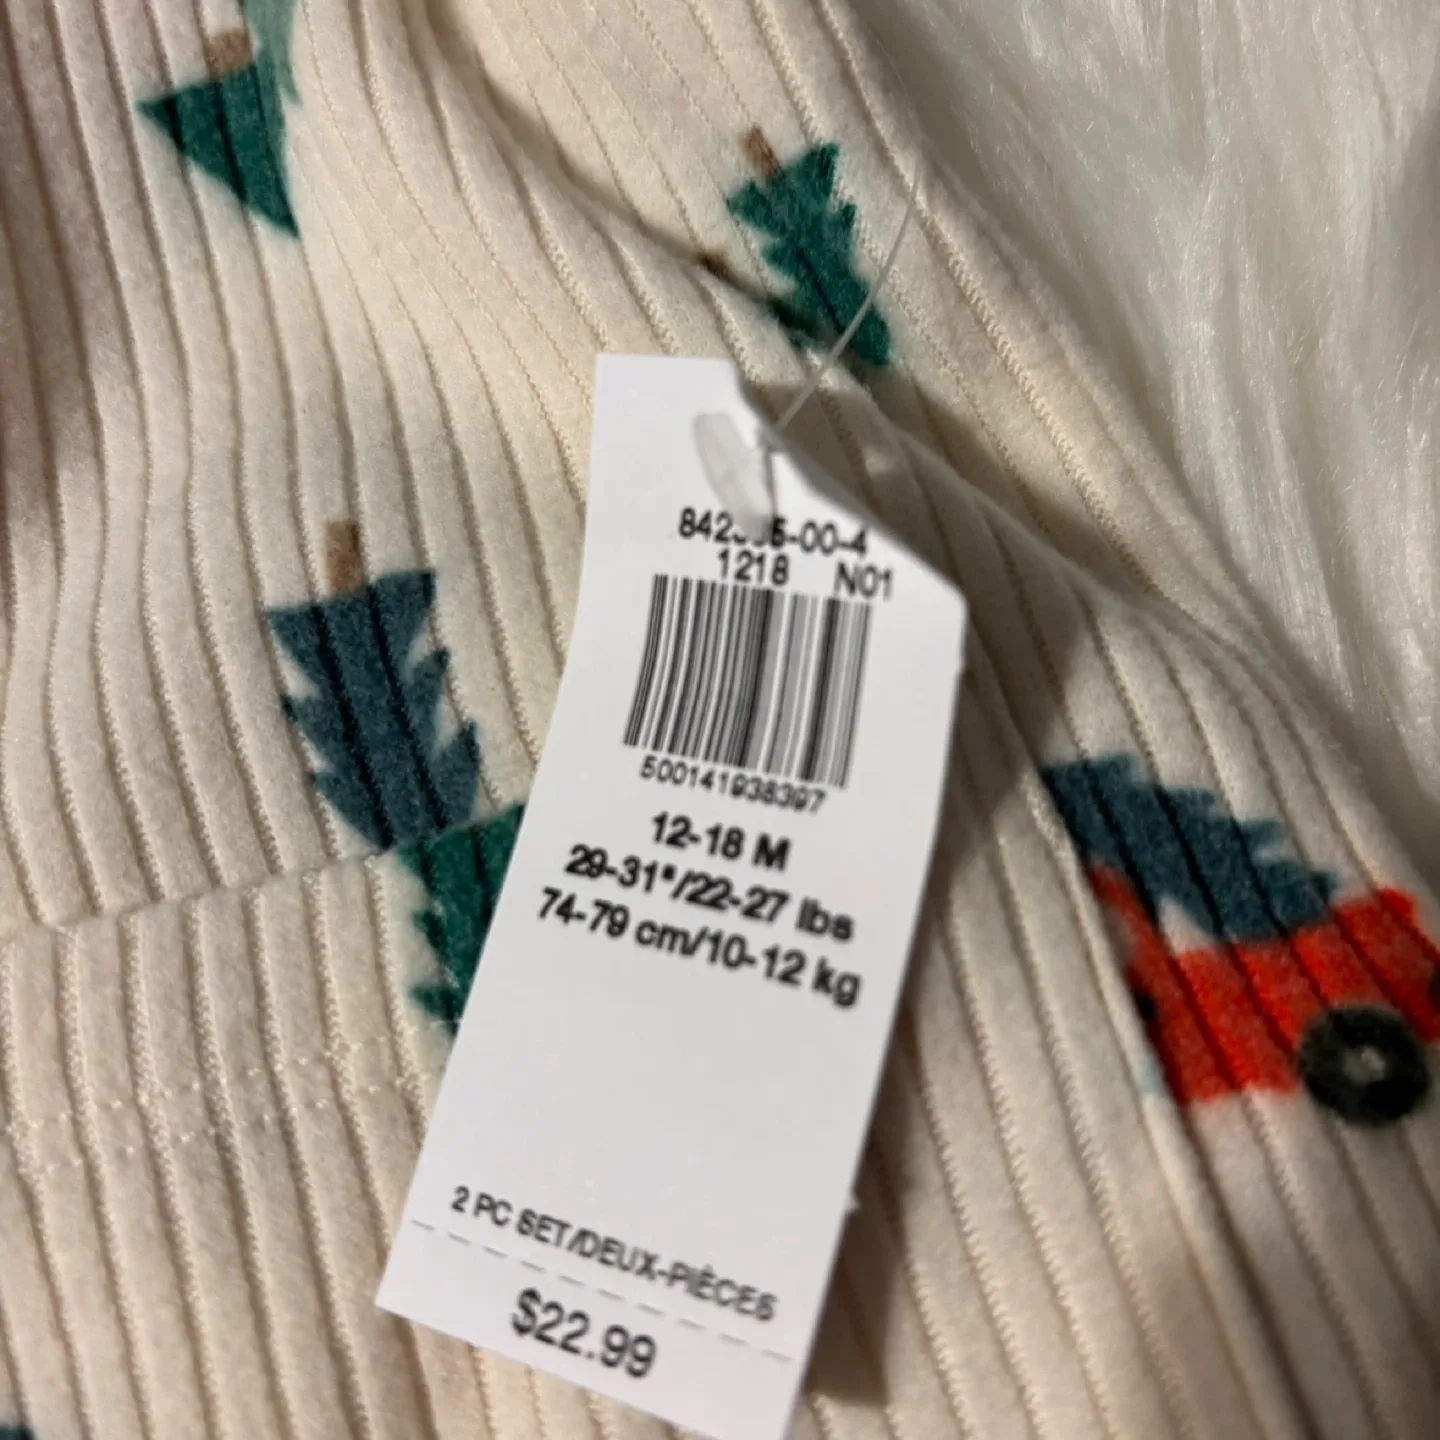 1218 N01
500141938397
12-18 M
29-31"/22-27 lbs
74-79 cm/10-12 kg
2 PC SET/DEUX-PIÈCES
$22.99